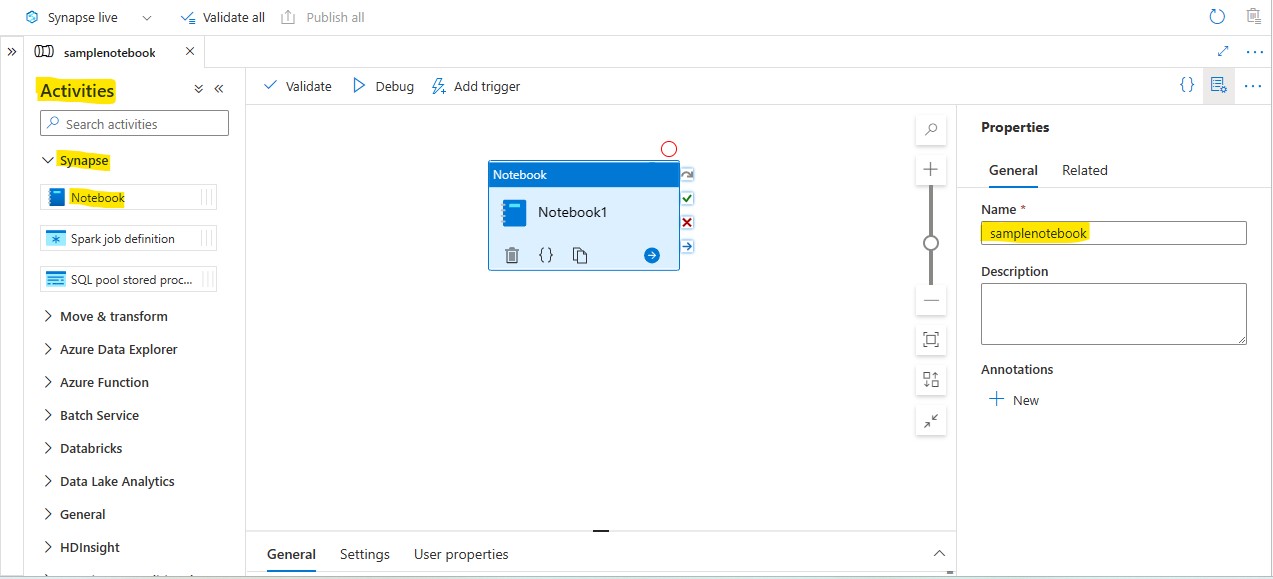 Synapse live
Validate all
Publish all
samplenotebook
Activities
Search activities
Synapse
Notebook
Spark job definition
SQL pool stored proc...
Move & transform
Azure Data Explorer
Azure Function
Batch Service
Databricks
Data Lake Analytics
General
HDInsight
Validate
Debug
Add trigger
Notebook
Notebook1
General
Settings
User properties
Properties
General
Related
Name *
samplenotebook
Description
Annotations
New